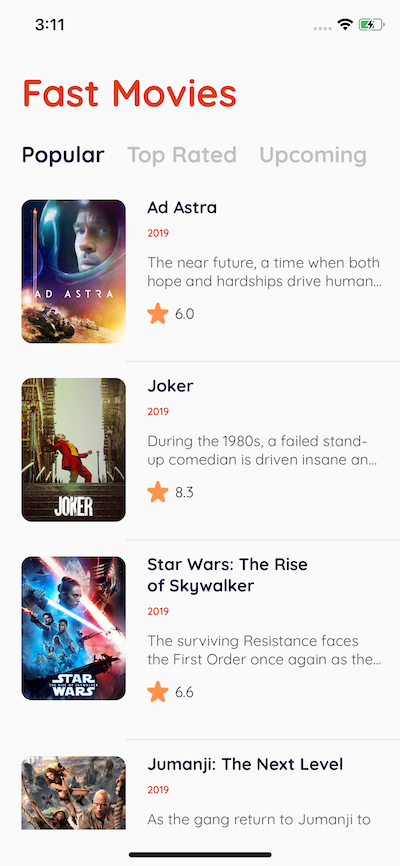 3:11
Fast Movies
Popular Top Rated Upcoming
AD ASTRA
Ad Astra
2019
The near future, a time when both
hope and hardships drive human...
6.0
JOKER
Joker
2019
During the 1980s, a failed stand-
up comedian is driven insane an...
8.3
STAR
THE RISE OF SKYWALKER
WARS
Star Wars: The Rise
of Skywalker
2019
The surviving Resistance faces
the First Order once again as the...
6.6
Jumanji: The Next Level
2019
As the gang return to Jumanji to